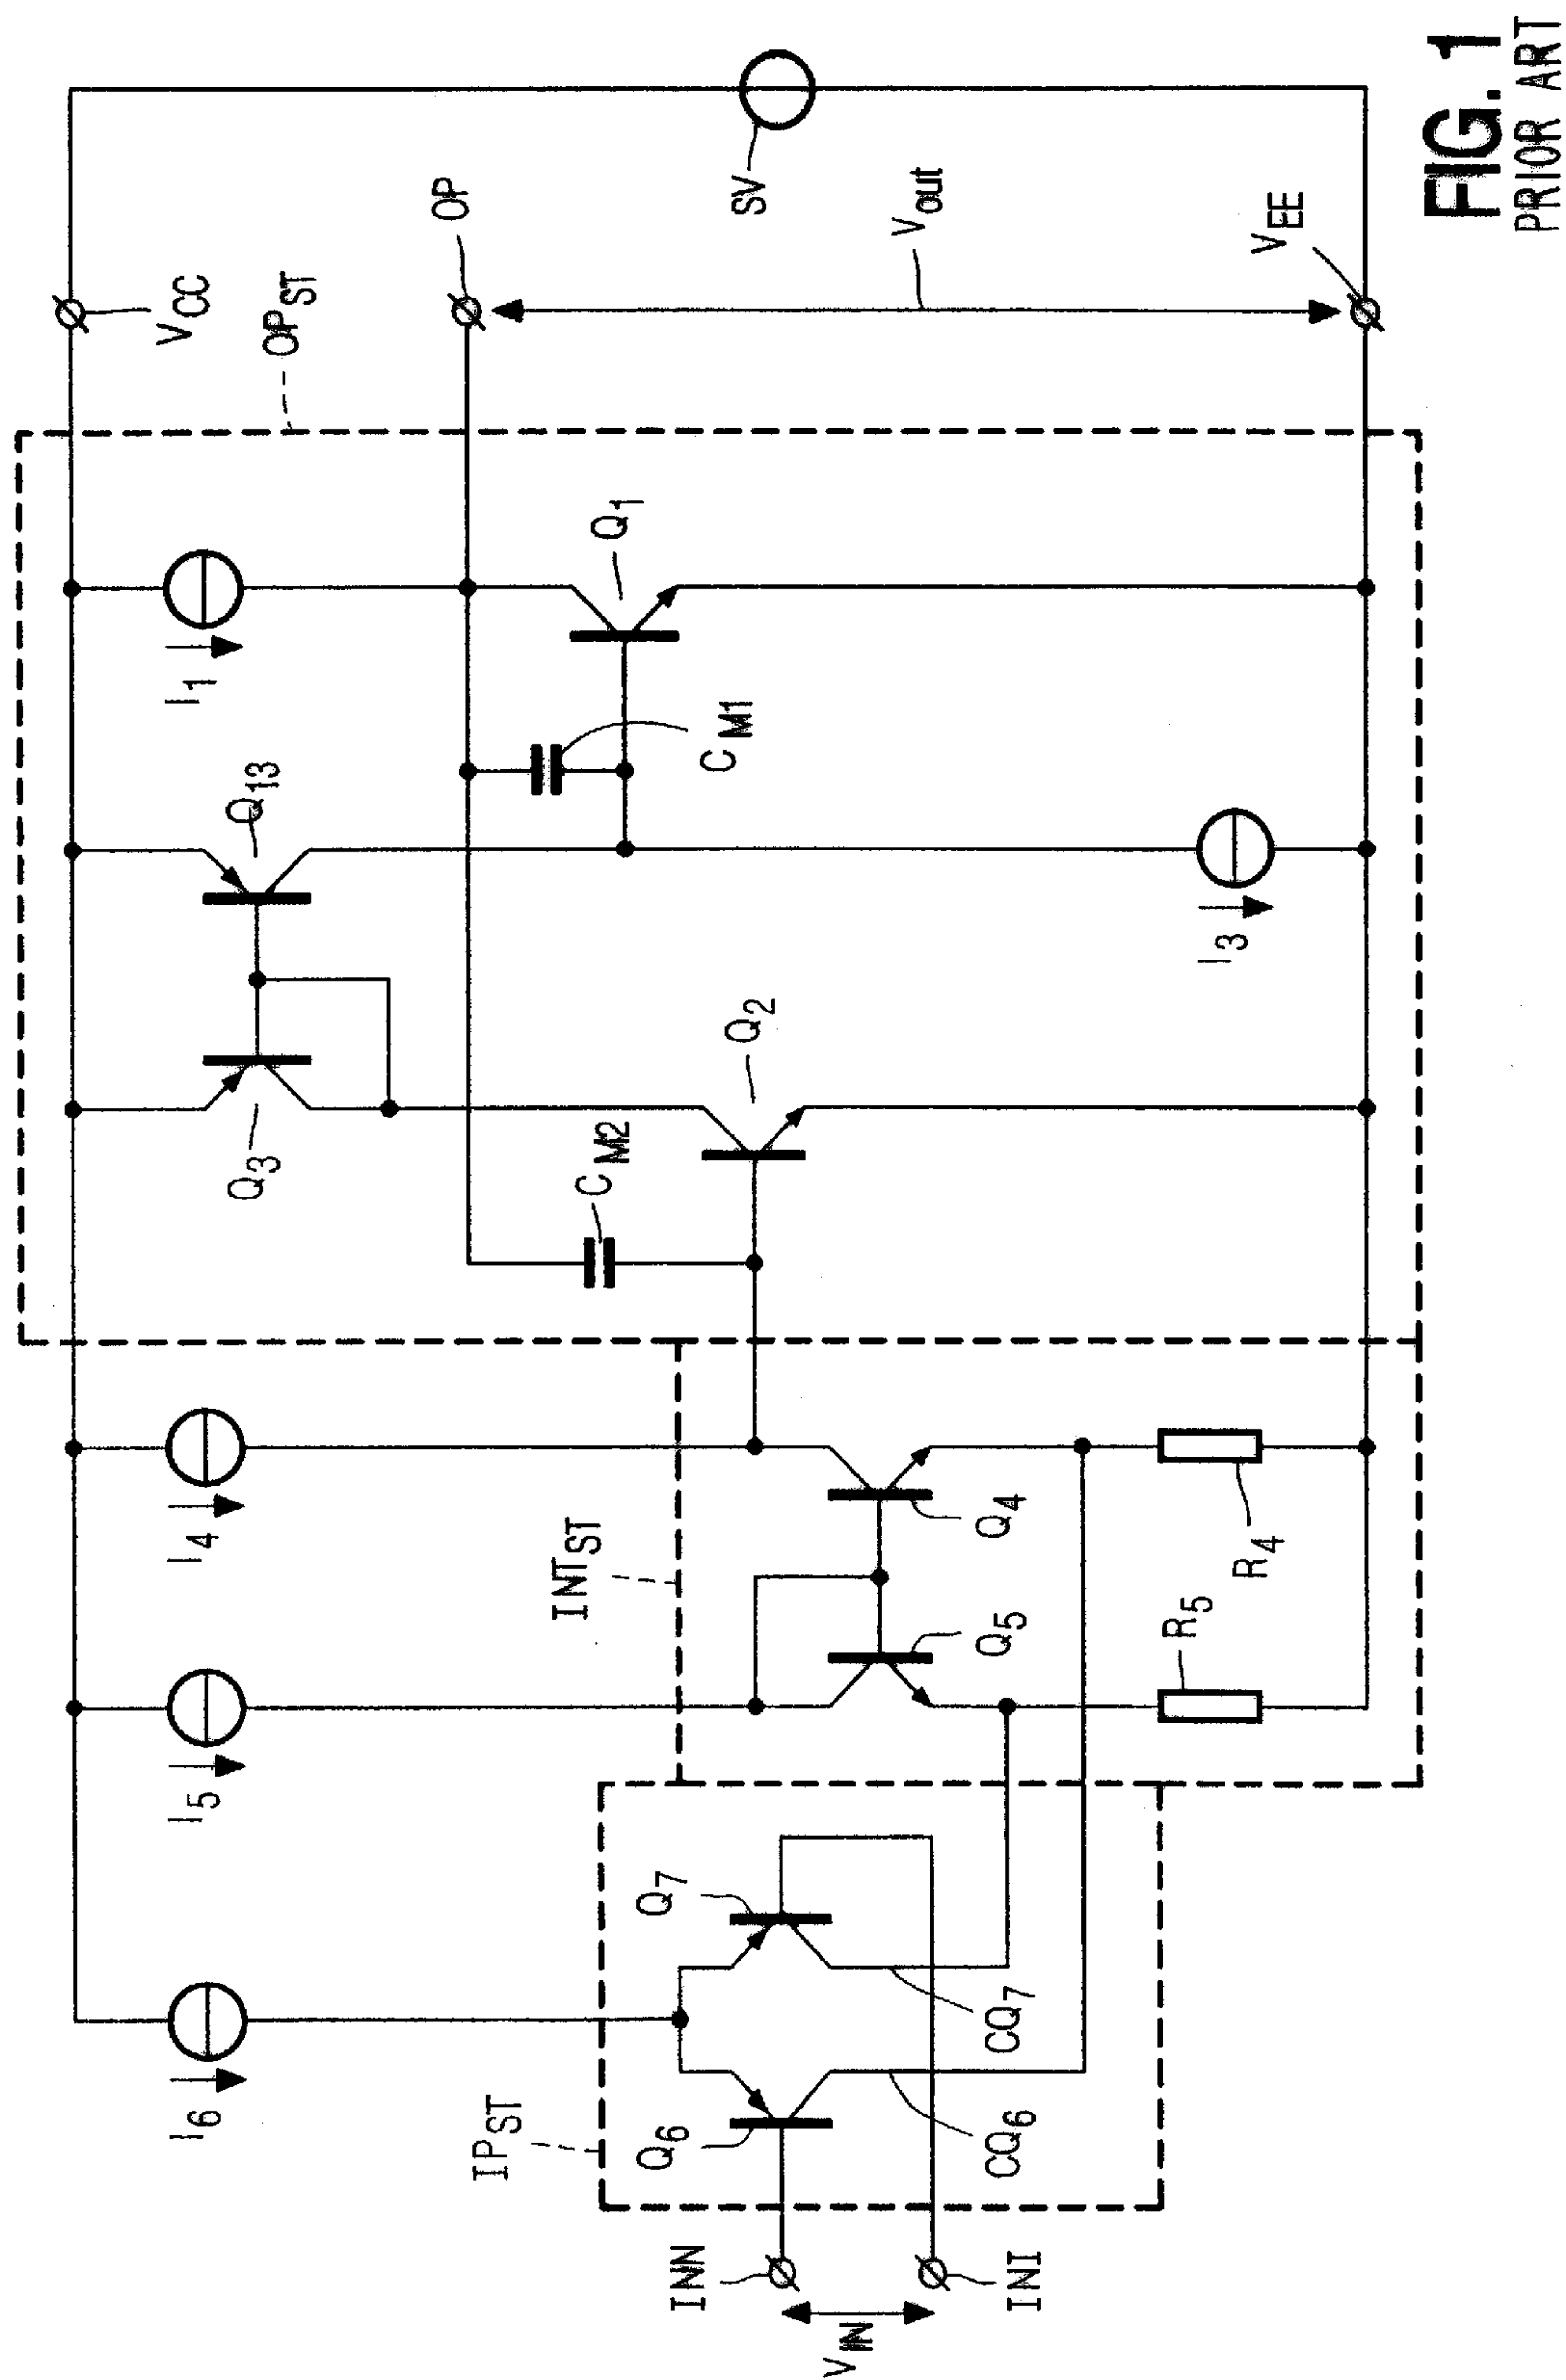 IP_ST
INN
INI
V_IN
Q_6
Q_7
CQ_6
CQ_7
I_6
I_5
I_4
INT_ST
Q_5
Q_4
R_5
R_4
OP_ST
Q_3
Q_13
C_M2
Q_2
C_M1
Q_1
I_1
I_3
V_CC
OP
SV
V_out
V_EE
FIG. 1
PRIOR ART